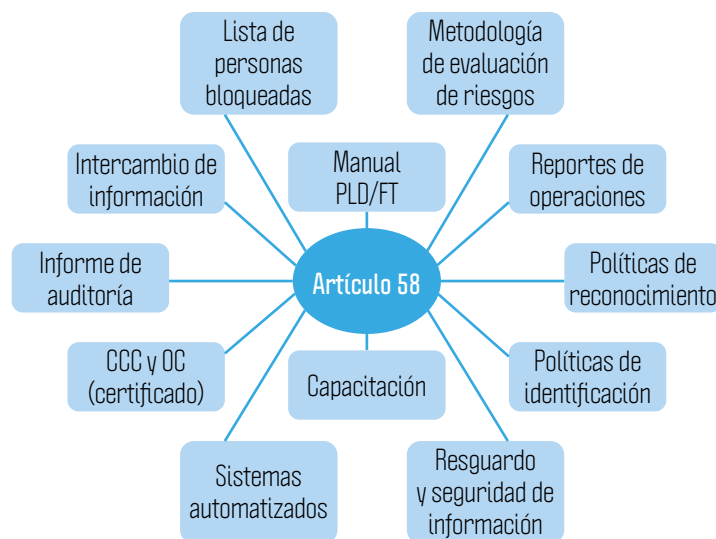 Lista de
personas
bloqueadas
Metodología
de evaluación
de riesgos
Intercambio de
información
Manual
PLD/FT
Reportes de
operaciones
Informe de
auditoría
Artículo 58
Políticas de
reconocimiento
CCC y OC
(certificado)
Capacitación
Políticas de
identificación
Sistemas
automatizados
Resguardo
y seguridad de
información